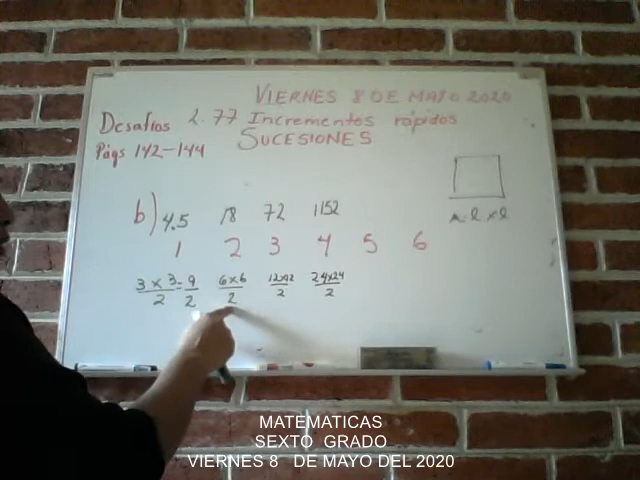 VIERNES 8 DE MAYO 2020
Desafíos 2.77 Incrementos rápidos
SUCESIONES
Págs 142-144
A= l x l
b) 4.5 18 72 1152
1 2 3 4 5 6
3 x 3 = 9 6x6 12x12 24x24
2 2 2 2 2
MATEMATICAS
SEXTO GRADO
VIERNES 8 DE MAYO DEL 2020